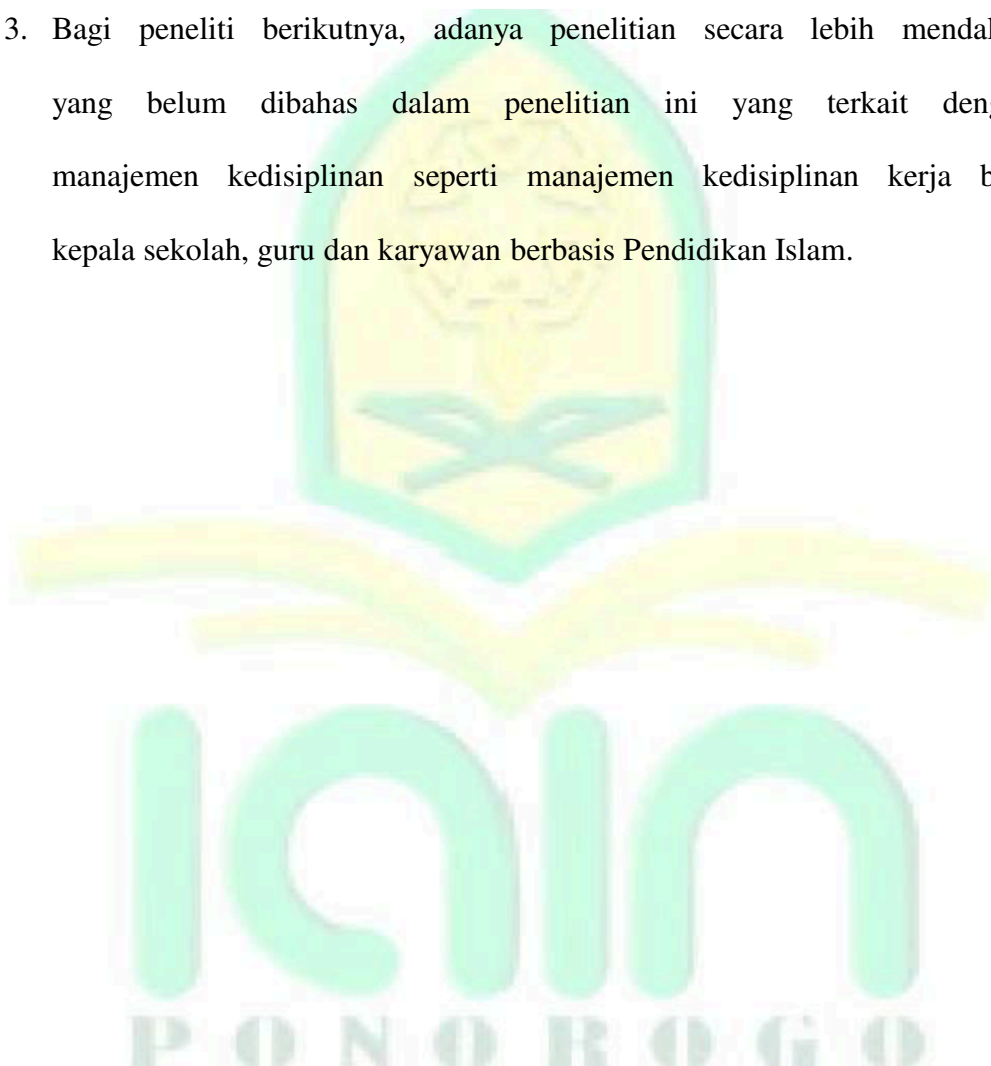 3. Bagi peneliti berikutnya, adanya penelitian secara lebih
yang belum dibahas dalam penelitian ini yang terkait
manajemen kedisiplinan seperti manajemen kedisiplinan kerja
kepala sekolah, guru dan karyawan berbasis Pendidikan Islam.
iain
PONOROGO